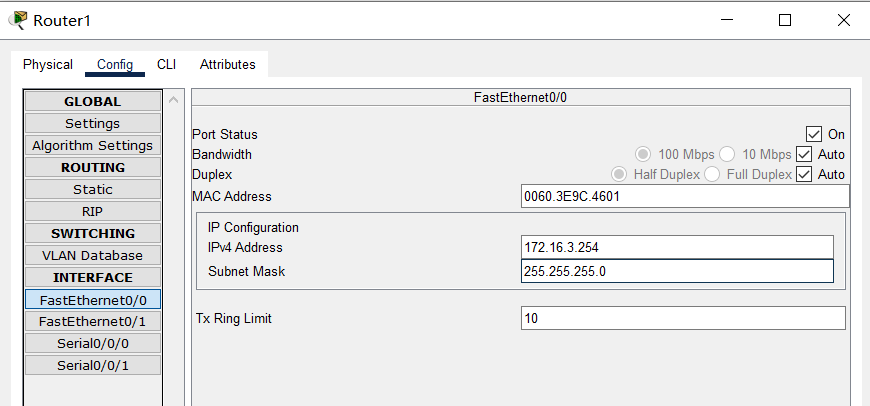 Router1
Physical Config CLI Attributes
GLOBAL
Settings
Algorithm Settings
ROUTING
Static
RIP
SWITCHING
VLAN Database
INTERFACE
FastEthernet0/0
FastEthernet0/1
Serial0/0/0
Serial0/0/1
FastEthernet0/0
Port Status On
Bandwidth 100 Mbps 10 Mbps Auto
Duplex Half Duplex Full Duplex Auto
MAC Address 0060.3E9C.4601
IP Configuration
IPv4 Address 172.16.3.254
Subnet Mask 255.255.255.0
Tx Ring Limit 10